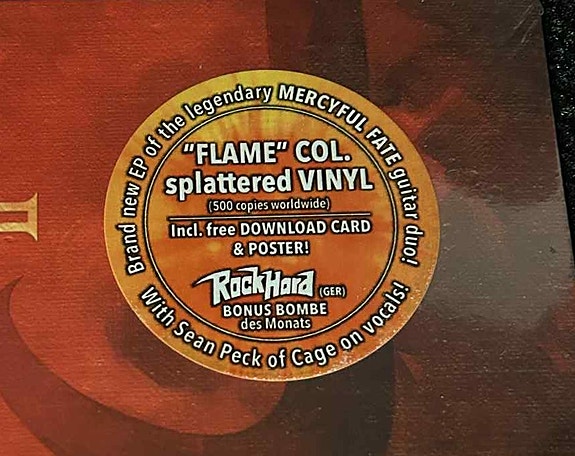 Brand new EP of the legendary MERCYFUL FATE guitar duo!
"FLAME" COL.
splattered VINYL
(500 copies worldwide)
Incl. free DOWNLOAD CARD
& POSTER!
RockHard (GER)
BONUS BOMBE
des Monats
With Sean Peck of Cage on vocals!